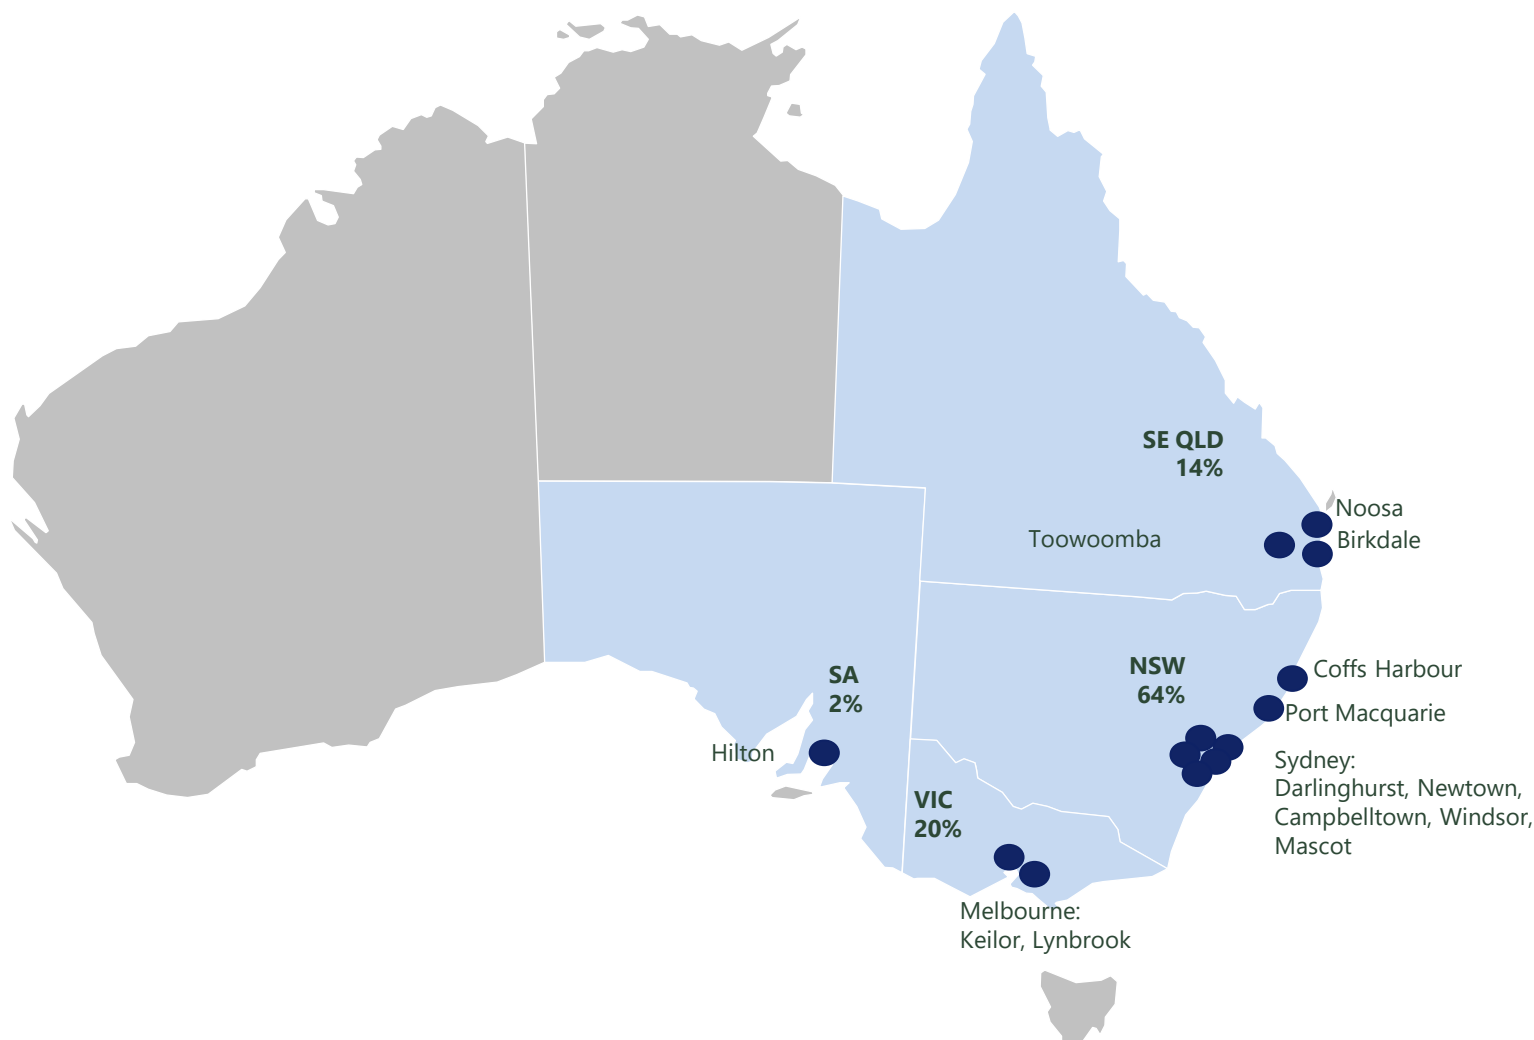 SE QLD
14%
Noosa
Birkdale
Toowoomba
NSW
64%
Coffs Harbour
Port Macquarie
SA
2%
Hilton
Sydney:
Darlinghurst, Newtown,
Campbelltown, Windsor,
Mascot
VIC
20%
Melbourne:
Keilor, Lynbrook